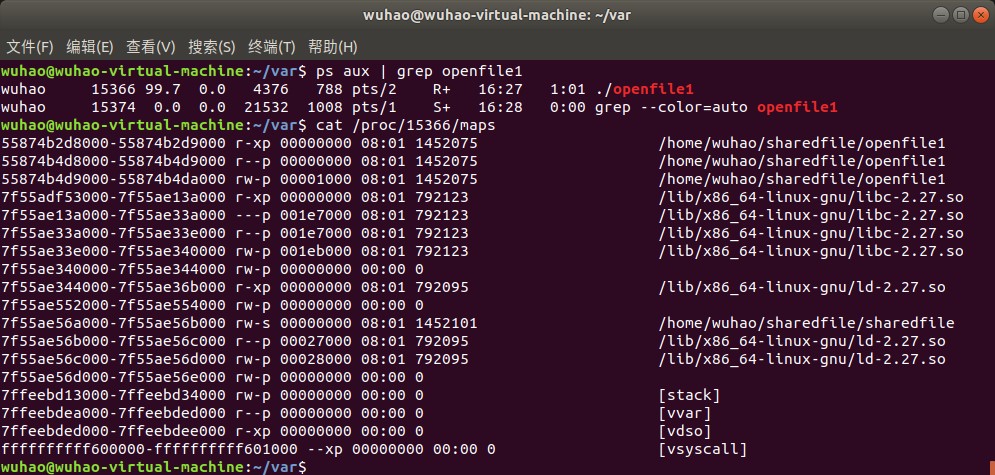 wuhao@wuhao-virtual-machine: ~/var
文件(F) 编辑(E) 查看(V) 搜索(S) 终端(T) 帮助(H)
wuhao@wuhao-virtual-machine:~/var$ ps aux | grep openfile1
wuhao     15366 99.7  0.0   4376   788 pts/2    R+   16:27   1:01 ./openfile1
wuhao     15374  0.0  0.0  21532  1008 pts/1    S+   16:28   0:00 grep --color=auto openfile1
wuhao@wuhao-virtual-machine:~/var$ cat /proc/15366/maps
55874b2d8000-55874b2d9000 r-xp 00000000 08:01 1452075                    /home/wuhao/sharedfile/openfile1
55874b4d8000-55874b4d9000 r--p 00000000 08:01 1452075                    /home/wuhao/sharedfile/openfile1
55874b4d9000-55874b4da000 rw-p 00001000 08:01 1452075                    /home/wuhao/sharedfile/openfile1
7f55adf53000-7f55ae13a000 r-xp 00000000 08:01 792123                     /lib/x86_64-linux-gnu/libc-2.27.so
7f55ae13a000-7f55ae33a000 ---p 001e7000 08:01 792123                     /lib/x86_64-linux-gnu/libc-2.27.so
7f55ae33a000-7f55ae33e000 r--p 001e7000 08:01 792123                     /lib/x86_64-linux-gnu/libc-2.27.so
7f55ae33e000-7f55ae340000 rw-p 001eb000 08:01 792123                     /lib/x86_64-linux-gnu/libc-2.27.so
7f55ae340000-7f55ae344000 rw-p 00000000 00:00 0
7f55ae344000-7f55ae36b000 r-xp 00000000 08:01 792095                     /lib/x86_64-linux-gnu/ld-2.27.so
7f55ae552000-7f55ae554000 rw-p 00000000 00:00 0
7f55ae56a000-7f55ae56b000 rw-s 00000000 08:01 1452101                    /home/wuhao/sharedfile/sharedfile
7f55ae56b000-7f55ae56c000 r--p 00027000 08:01 792095                     /lib/x86_64-linux-gnu/ld-2.27.so
7f55ae56c000-7f55ae56d000 rw-p 00028000 08:01 792095                     /lib/x86_64-linux-gnu/ld-2.27.so
7f55ae56d000-7f55ae56e000 rw-p 00000000 00:00 0
7ffeebd13000-7ffeebd34000 rw-p 00000000 00:00 0                          [stack]
7ffeebdea000-7ffeebded000 r--p 00000000 00:00 0                          [vvar]
7ffeebded000-7ffeebdee000 r-xp 00000000 00:00 0                          [vdso]
ffffffffff600000-ffffffffff601000 --xp 00000000 00:00 0                  [vsyscall]
wuhao@wuhao-virtual-machine:~/var$